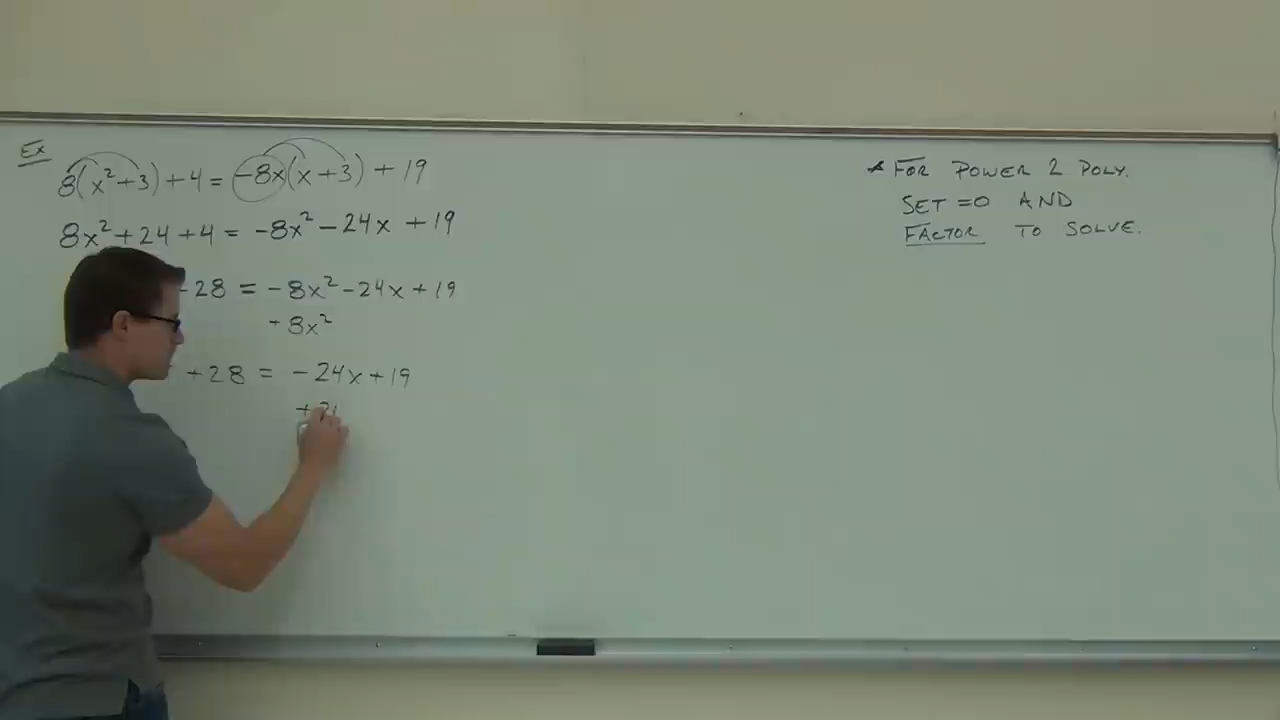 Ex
8(x²+3)+4 = -8x(x+3)+19
8x²+24+4 = -8x²-24x+19
28 = -8x²-24x+19
+8x²
+28 = -24x+19
+2
* FOR POWER 2 POLY.
SET =0 AND
FACTOR TO SOLVE.